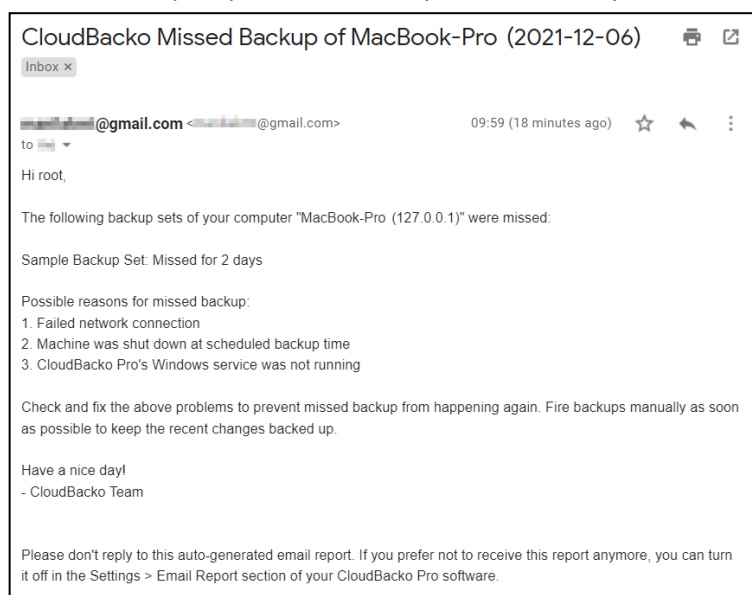 CloudBacko Missed Backup of MacBook-Pro (2021-12-06)
Inbox ×
@gmail.com < @gmail.com> 09:59 (18 minutes ago)
to
Hi root,
The following backup sets of your computer "MacBook-Pro (127.0.0.1)" were missed:
Sample Backup Set: Missed for 2 days
Possible reasons for missed backup:
1. Failed network connection
2. Machine was shut down at scheduled backup time
3. CloudBacko Pro's Windows service was not running
Check and fix the above problems to prevent missed backup from happening again. Fire backups manually as soon
as possible to keep the recent changes backed up.
Have a nice day!
- CloudBacko Team
Please don't reply to this auto-generated email report. If you prefer not to receive this report anymore, you can turn
it off in the Settings > Email Report section of your CloudBacko Pro software.